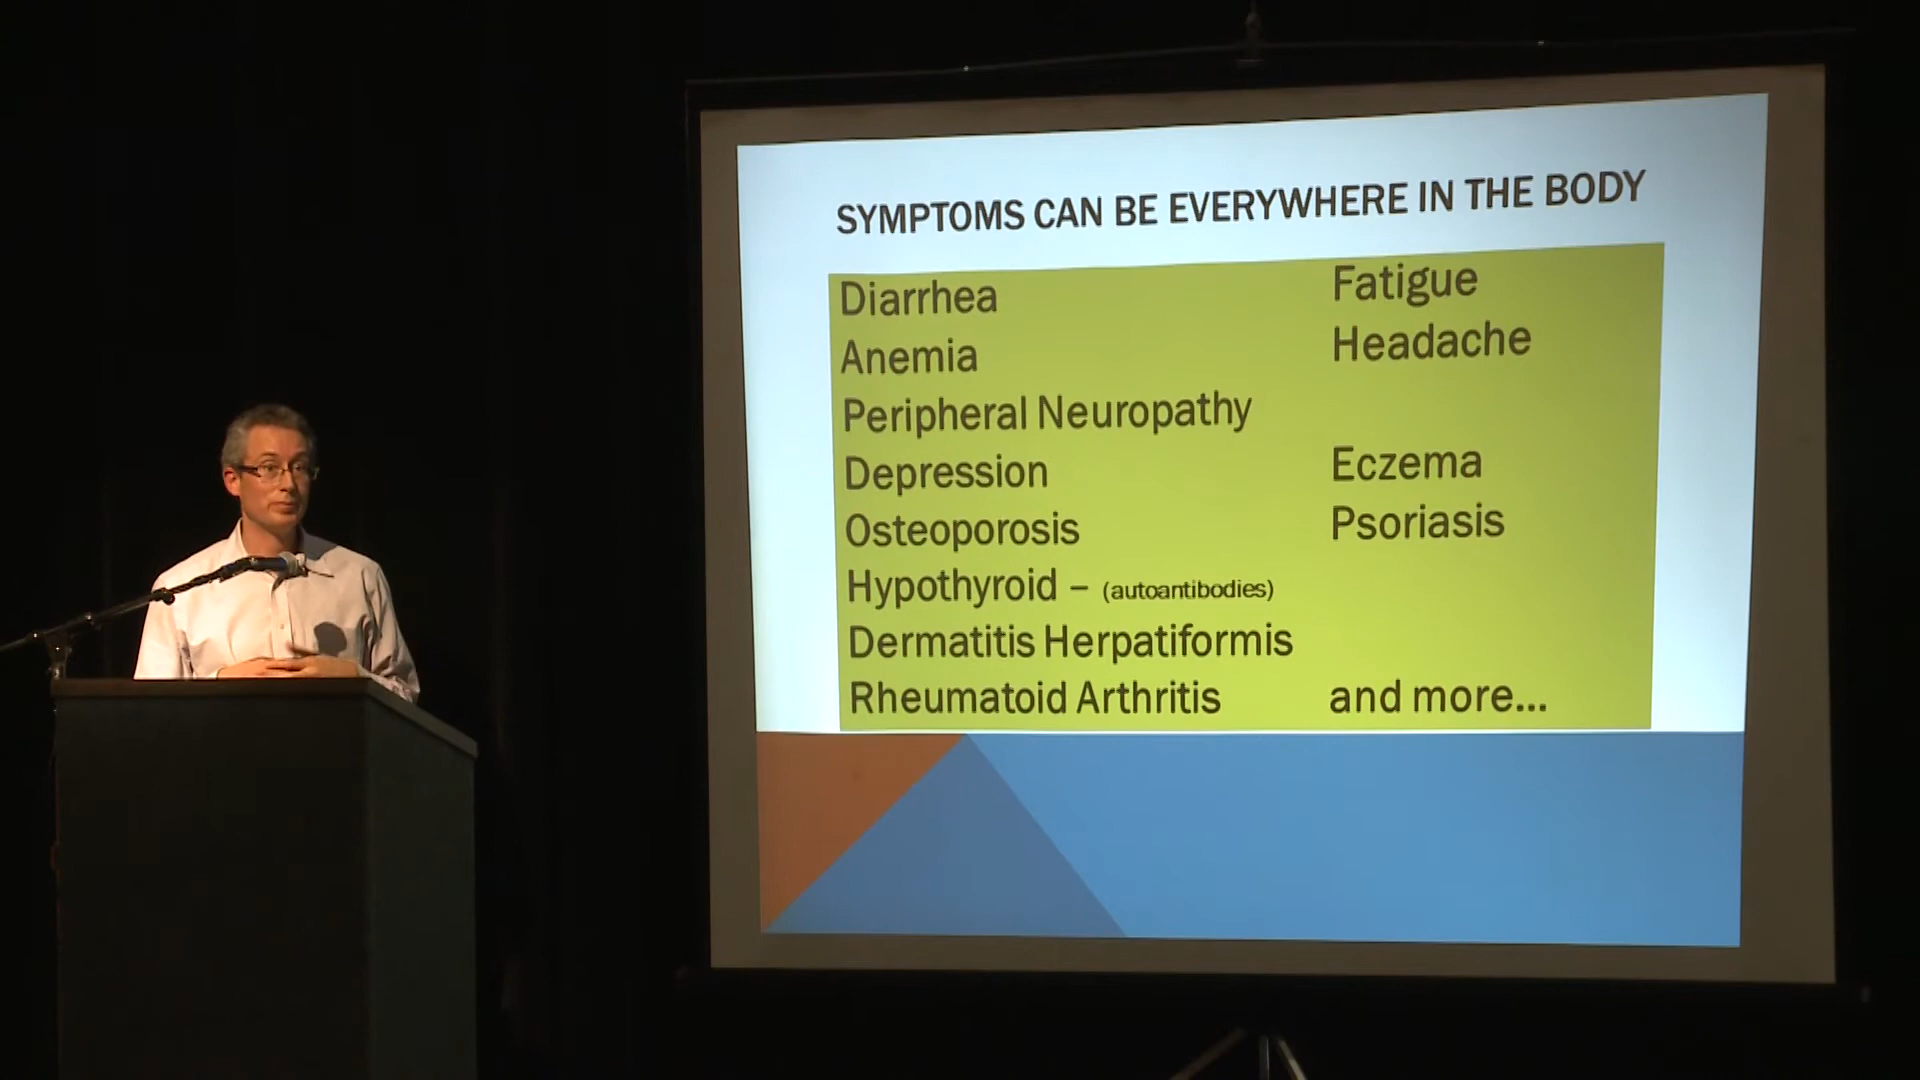 SYMPTOMS CAN BE EVERYWHERE IN THE BODY
Diarrhea Fatigue
Anemia Headache
Peripheral Neuropathy
Depression Eczema
Osteoporosis Psoriasis
Hypothyroid – (autoantibodies)
Dermatitis Herpatiformis
Rheumatoid Arthritis and more...